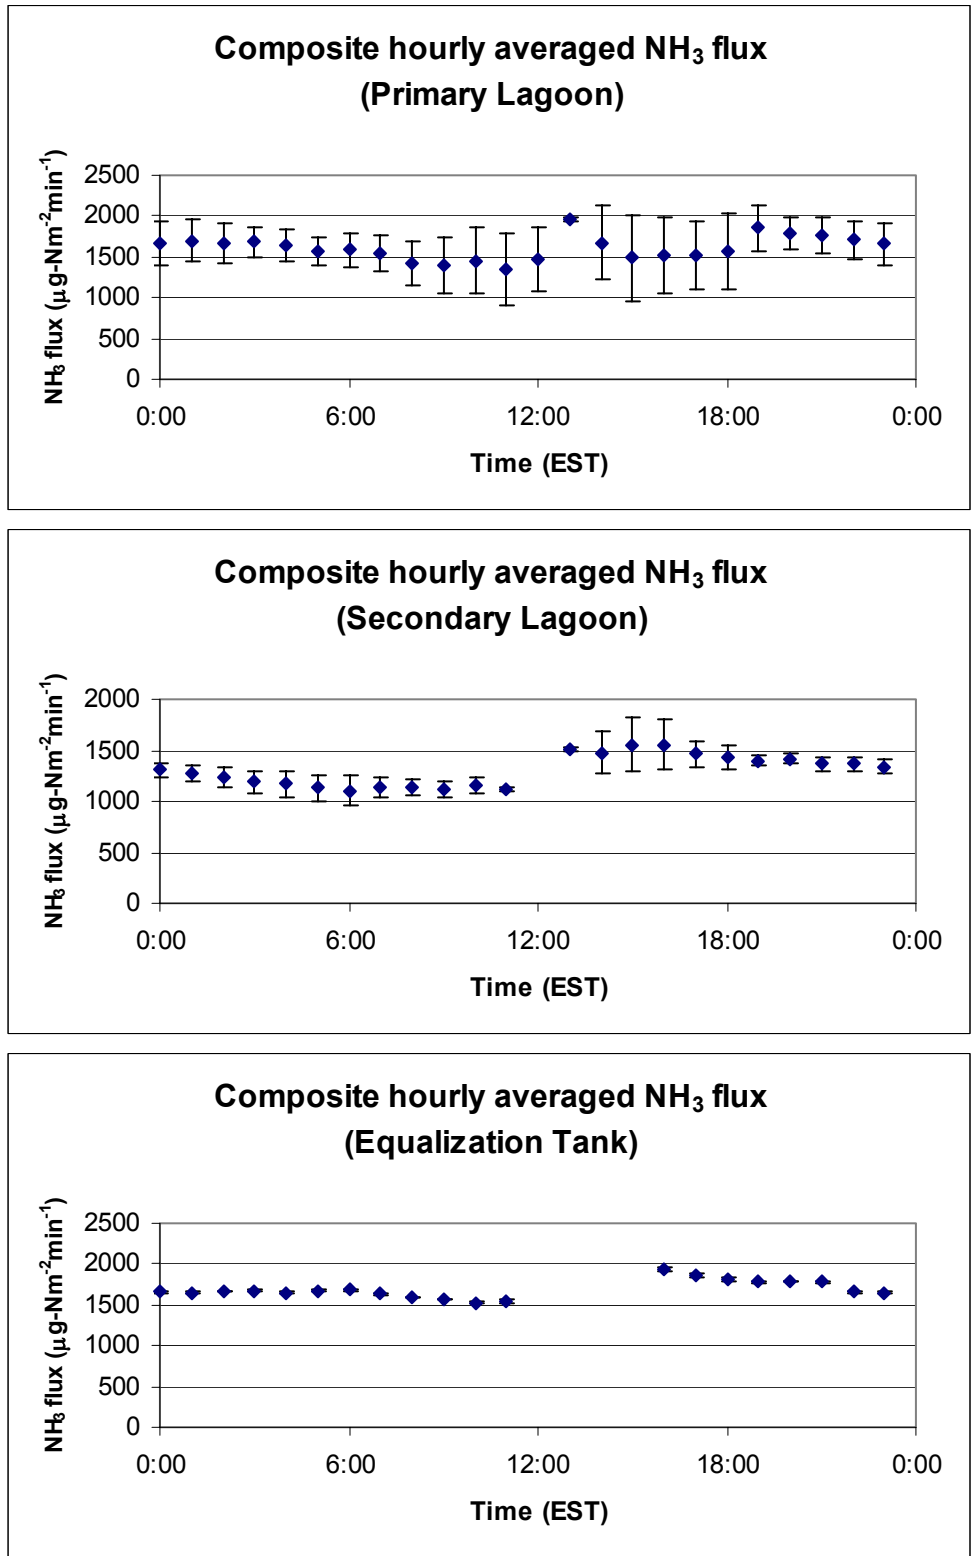 Composite hourly averaged NH₃ flux
(Primary Lagoon)
NH₃ flux (μg-Nm⁻²min⁻¹)
2500
2000
1500
1000
500
0
0:00 6:00 12:00 18:00 0:00
Time (EST)
Composite hourly averaged NH₃ flux
(Secondary Lagoon)
NH₃ flux (μg-Nm⁻²min⁻¹)
2000
1500
1000
500
0
0:00 6:00 12:00 18:00 0:00
Time (EST)
Composite hourly averaged NH₃ flux
(Equalization Tank)
NH₃ flux (μg-Nm⁻²min⁻¹)
2500
2000
1500
1000
500
0
0:00 6:00 12:00 18:00 0:00
Time (EST)